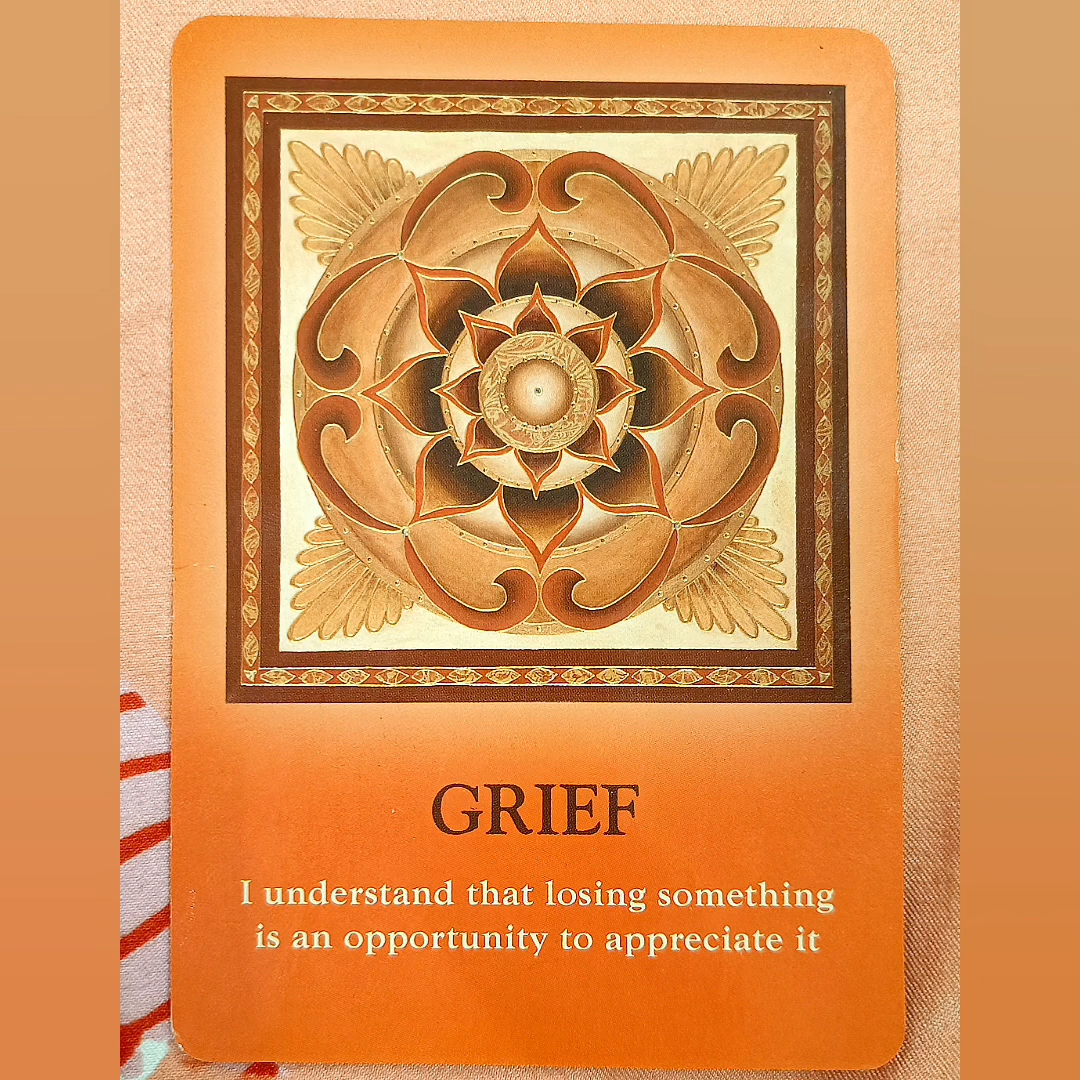 GRIEF
I understand that losing something
is an opportunity to appreciate it